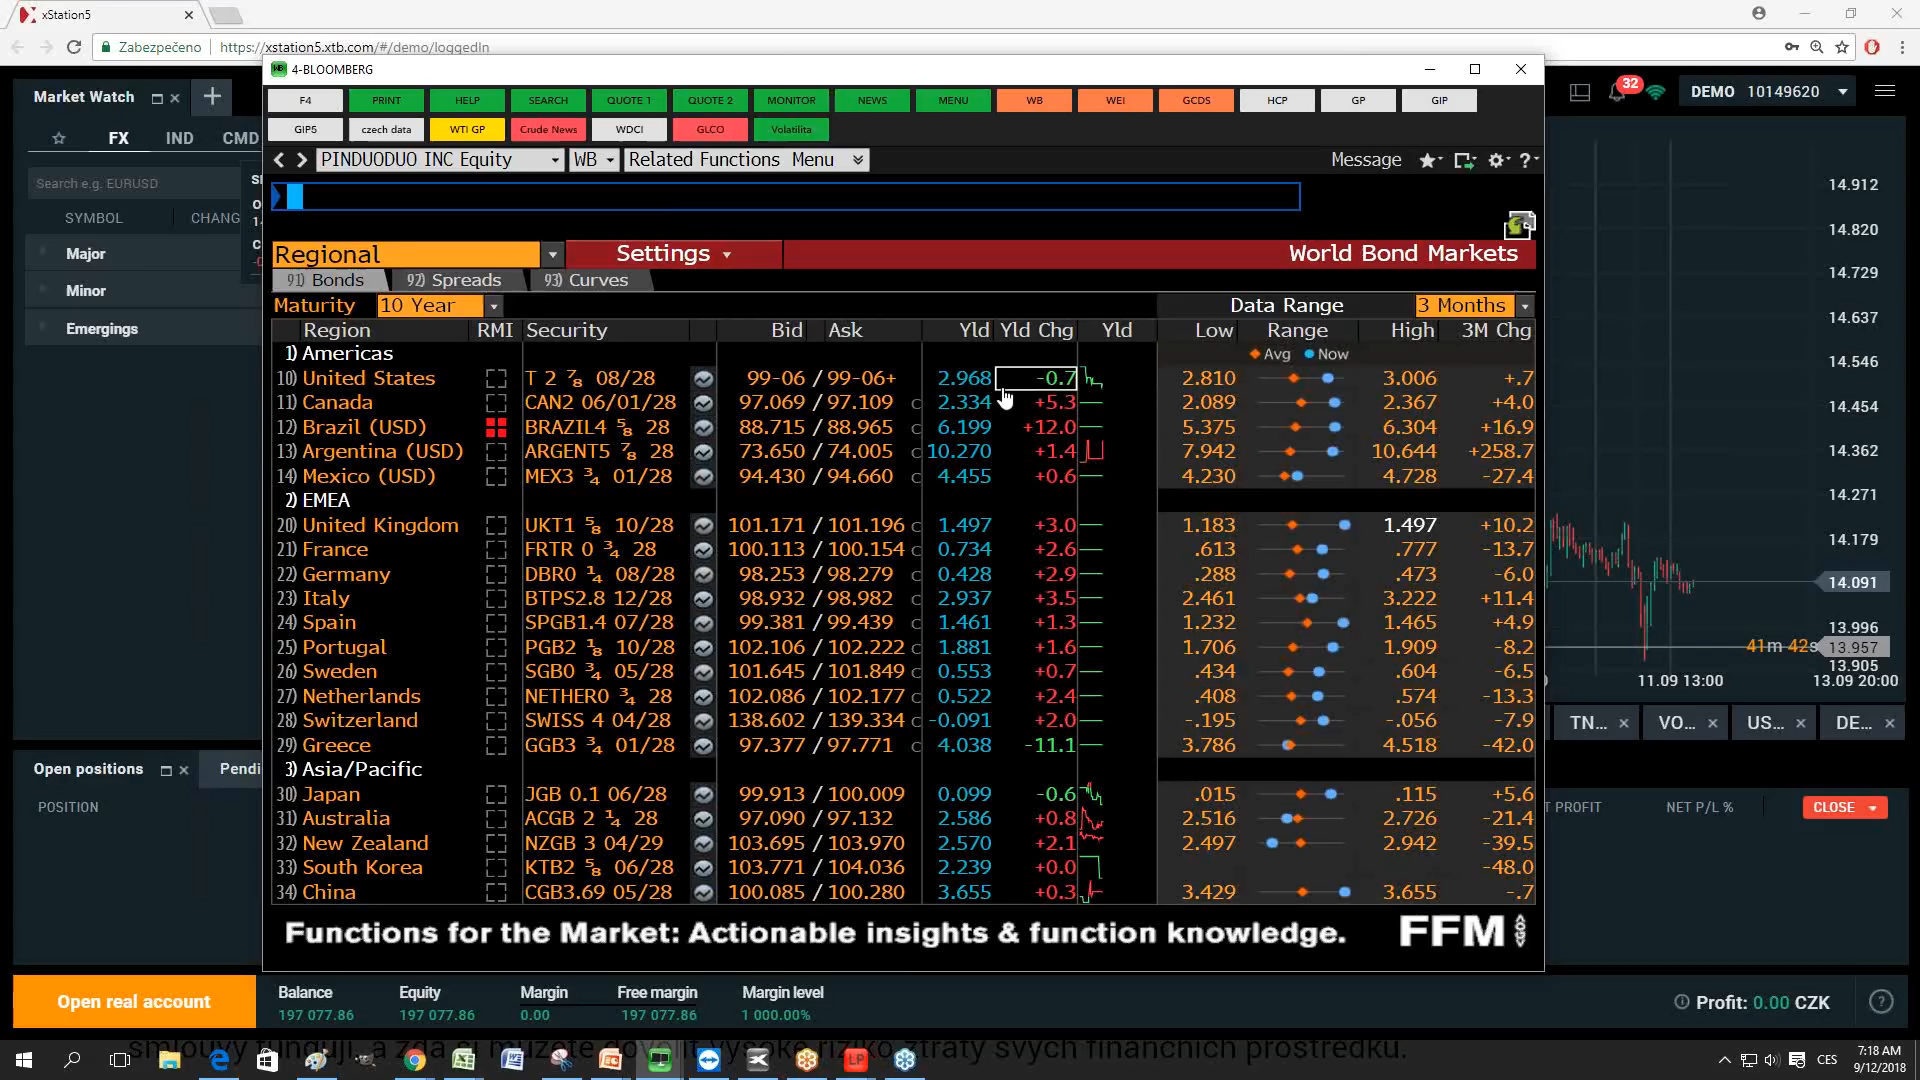 xStation5
Zabezpečeno https://xstation5.xtb.com/#/demo/loggedIn
4-BLOOMBERG
Market Watch
32
DEMO 10149620
F4 PRINT HELP SEARCH QUOTE 1 QUOTE 2 MONITOR NEWS MENU WB WEI GCDS HCP GP GIP
GIP5 czech data WTI GP Crude News WDCI GLCO Volatilita
FX IND CMD
PINDUODUO INC Equity WB Related Functions Menu Message
Search e.g. EURUSD
SYMBOL CHANG
Major
Minor
Emergings
Regional Settings World Bond Markets
91) Bonds 92) Spreads 93) Curves
Maturity 10 Year Data Range 3 Months
Region RMI Security Bid Ask Yld Yld Chg Yld Low Range High 3M Chg
1) Americas Avg Now
10) United States T 2 ⅞ 08/28 99-06 / 99-06+ 2.968 -0.7 2.810 3.006 +.7
11) Canada CAN2 06/01/28 97.069 / 97.109 c 2.334 +5.3 2.089 2.367 +4.0
12) Brazil (USD) BRAZIL4 ⅝ 28 88.715 / 88.965 c 6.199 +12.0 5.375 6.304 +16.9
13) Argentina (USD) ARGENT5 ⅞ 28 73.650 / 74.005 c 10.270 +1.4 7.942 10.644 +258.7
14) Mexico (USD) MEX3 ¾ 01/28 94.430 / 94.660 c 4.455 +0.6 4.230 4.728 -27.4
2) EMEA
20) United Kingdom UKT1 ⅝ 10/28 101.171 / 101.196 c 1.497 +3.0 1.183 1.497 +10.2
21) France FRTR 0 ¾ 28 100.113 / 100.154 c 0.734 +2.6 .613 .777 -13.7
22) Germany DBR0 ¼ 08/28 98.253 / 98.279 c 0.428 +2.9 .288 .473 -6.0
23) Italy BTPS2.8 12/28 98.932 / 98.982 c 2.937 +3.5 2.461 3.222 +11.4
24) Spain SPGB1.4 07/28 99.381 / 99.439 c 1.461 +1.3 1.232 1.465 +4.9
25) Portugal PGB2 ⅛ 10/28 102.106 / 102.222 c 1.881 +1.6 1.706 1.909 -8.2
26) Sweden SGB0 ¾ 05/28 101.645 / 101.849 c 0.553 +0.7 .434 .604 -6.5
27) Netherlands NETHER0 ¾ 28 102.086 / 102.177 c 0.522 +2.4 .408 .574 -13.3
28) Switzerland SWISS 4 04/28 138.602 / 139.334 c -0.091 +2.0 -.195 -.056 -7.9
29) Greece GGB3 ¾ 01/28 97.377 / 97.771 c 4.038 -11.1 3.786 4.518 -42.0
3) Asia/Pacific
30) Japan JGB 0.1 06/28 99.913 / 100.009 0.099 -0.6 .015 .115 +5.6
31) Australia ACGB 2 ¼ 28 97.090 / 97.132 2.586 +0.8 2.516 2.726 -21.4
32) New Zealand NZGB 3 04/29 103.695 / 103.970 2.570 +2.1 2.497 2.942 -39.5
33) South Korea KTB2 ⅝ 06/28 103.771 / 104.036 2.239 +0.0 -48.0
34) China CGB3.69 05/28 100.085 / 100.280 3.655 +0.3 3.429 3.655 -.7
Functions for the Market: Actionable insights & function knowledge. FFM
14.912
14.820
14.729
14.637
14.546
14.454
14.362
14.271
14.179
14.091
13.996
41m 42s 13.957
13.905
11.09 13:00 13.09 20:00
TN... VO... US... DE...
Open positions Pendi
POSITION
T PROFIT NET P/L % CLOSE
Open real account
Balance Equity Margin Free margin Margin level
197 077.86 197 077.86 0.00 197 077.86 1 000.00%
Profit: 0.00 CZK
vysoké riziko ztráty svých finančních prostředků.
CES
7:18 AM
9/12/2018